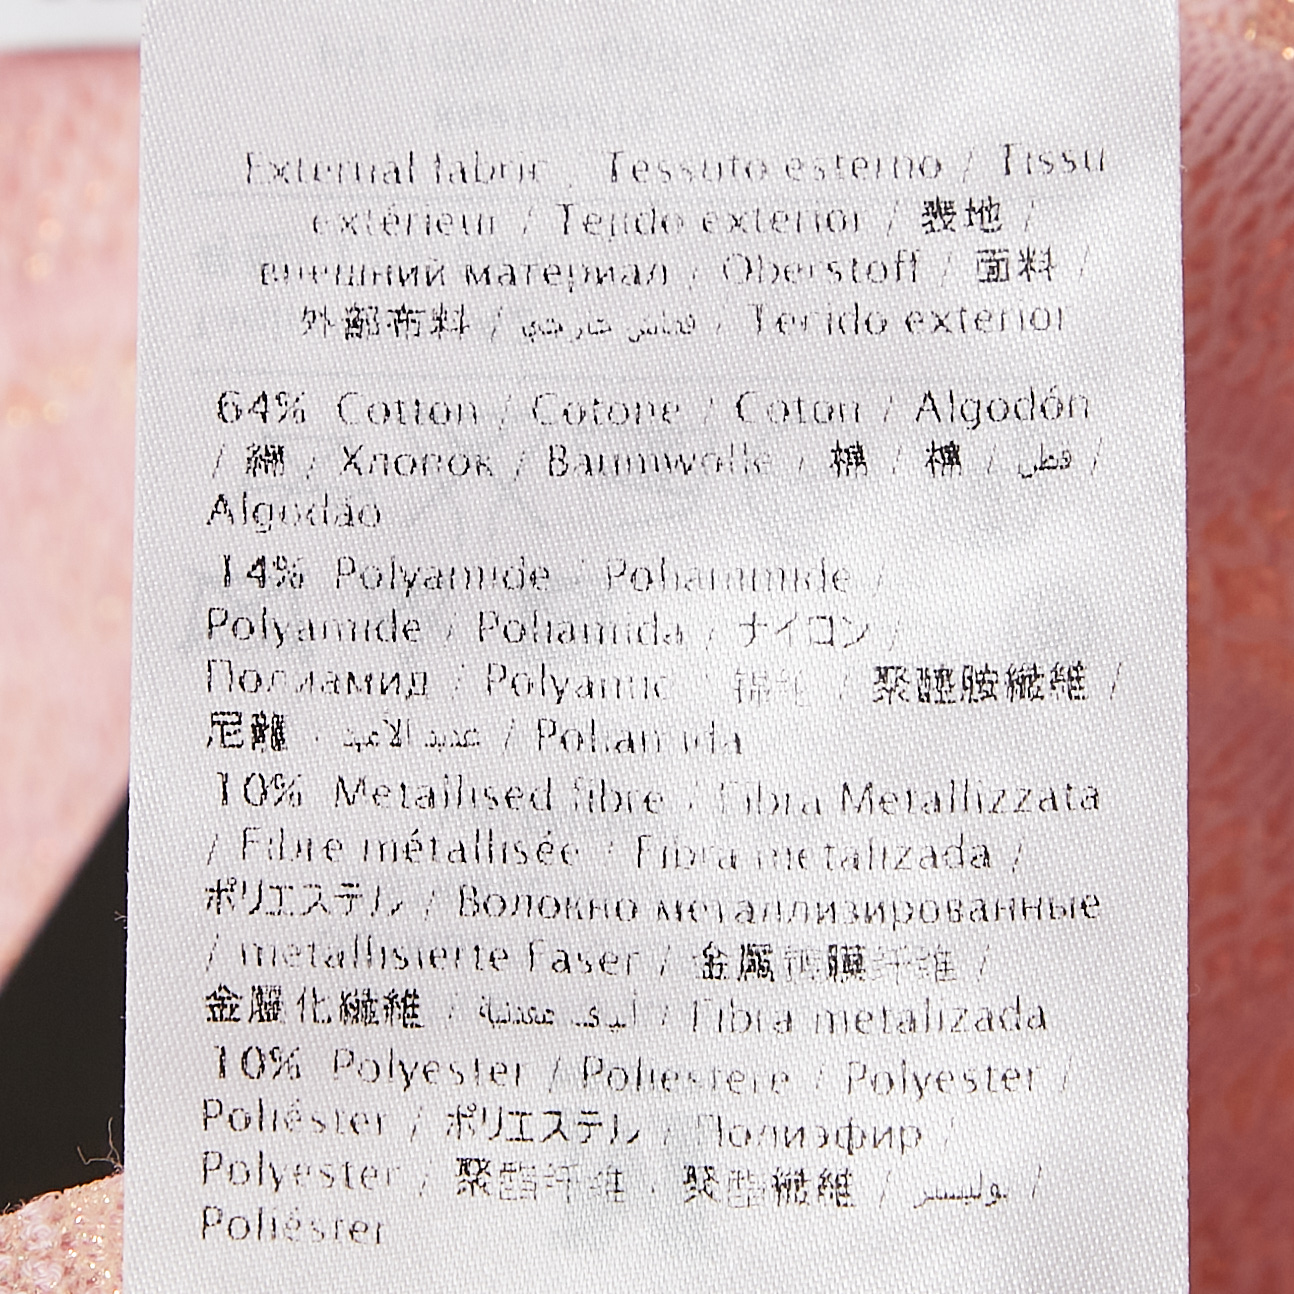 External fabric / Tessuto esterno / Tissu
extérieur / Tejido exterior / 表地 /
внешний материал / Oberstoff / 面料 /
外部布料 / قماش خارجي / Tecido exterior
64% Cotton / Cotone / Coton / Algodón
/ 綿 / Хлопок / Baumwolle / 棉 / 棉 / قطن /
Algodão
14% Polyamide / Poliammide /
Polyamide / Poliamida / ナイロン /
Полиамид / Polyamid / 锦纶 / 聚醯胺纖維 /
尼龍 / / Poliamida
10% Metallised fibre / Fibra Metallizzata
/ Fibre métallisée / Fibra metalizada /
ポリエステル / Волокно металлизированные
/ metallisierte Faser / 金属镀膜纤维 /
金屬化纖維 / / Fibra metalizada
10% Polyester / Poliestere / Polyester /
Poliéster / ポリエステル / Полиэфир /
Polyester / 聚酯纤维 / 聚酯纖維 / بوليستر /
Poliéster